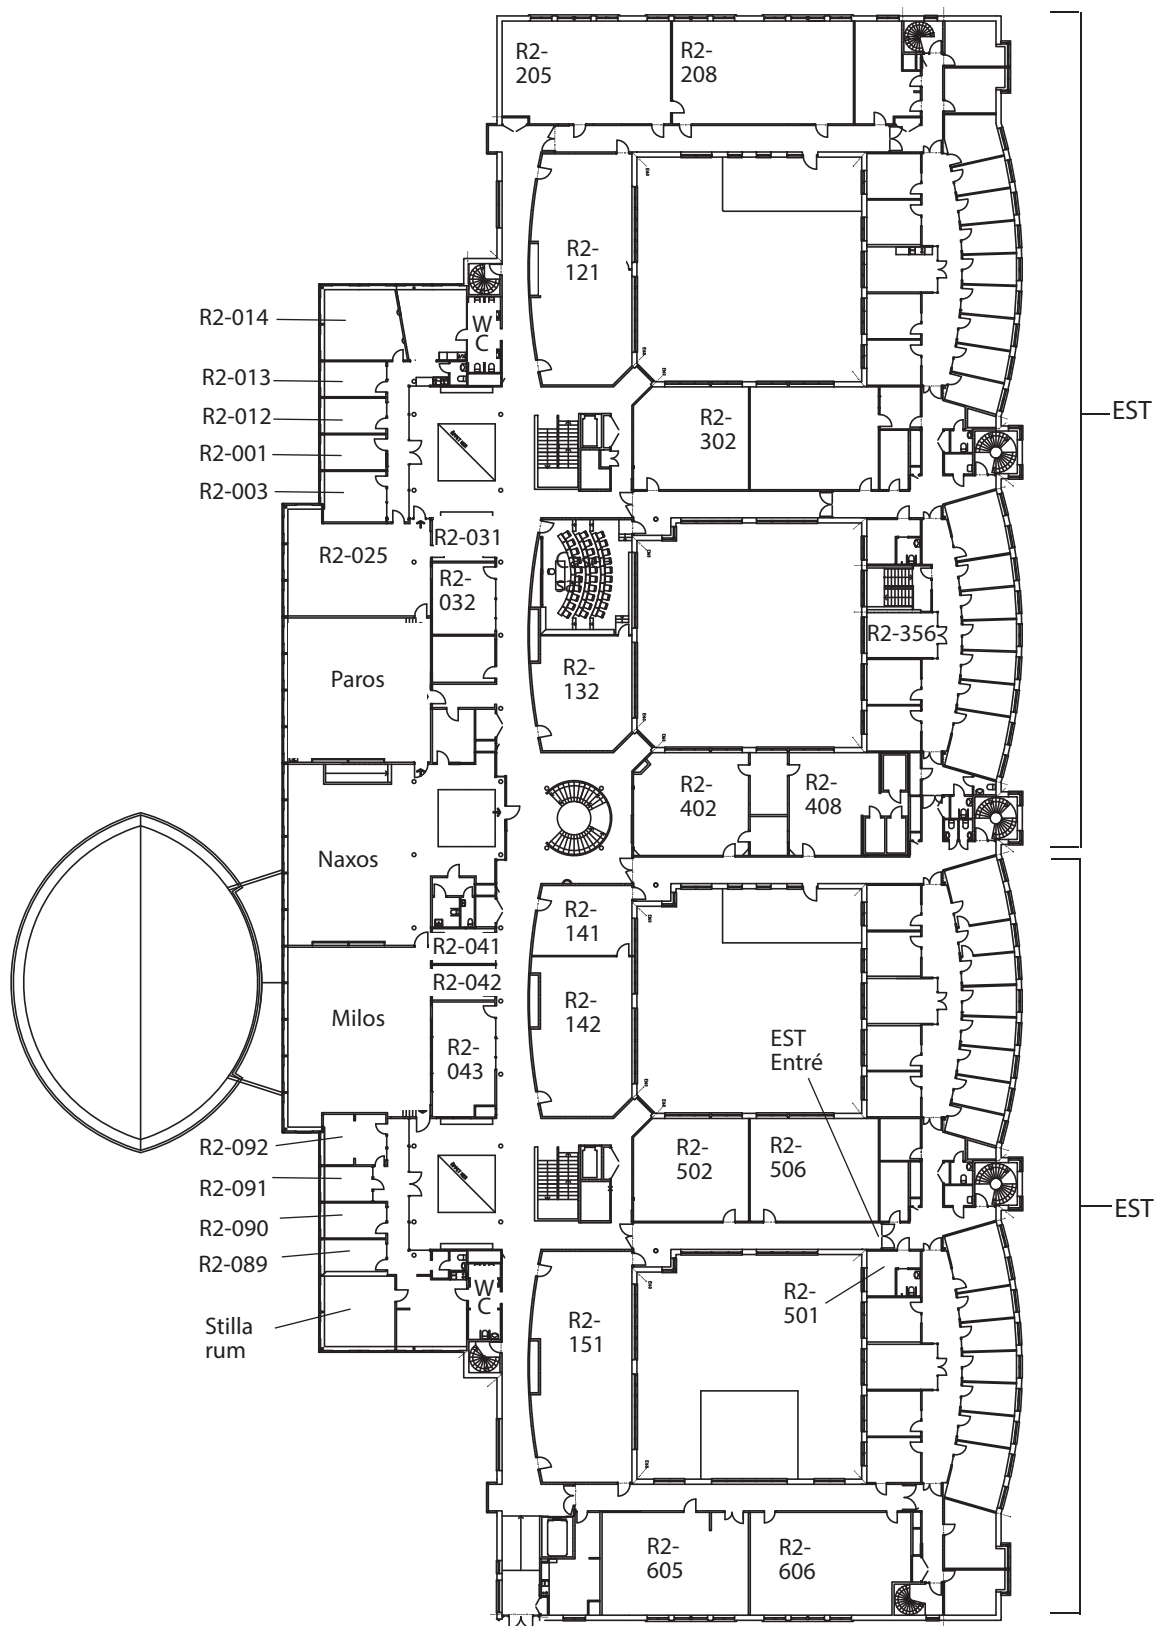 R2-
205
R2-
208
R2-
121
R2-014
W
C
R2-013
R2-012
R2-001
R2-003
R2-
302
EST
R2-031
R2-025
R2-
032
R2-356
Paros
R2-
132
R2-
402
R2-
408
Naxos
R2-
141
R2-041
R2-042
R2-
142
Milos
R2-
043
EST
Entré
R2-092
R2-091
R2-090
R2-089
R2-
502
R2-
506
EST
W
C
R2-
501
Stilla
rum
R2-
151
R2-
605
R2-
606